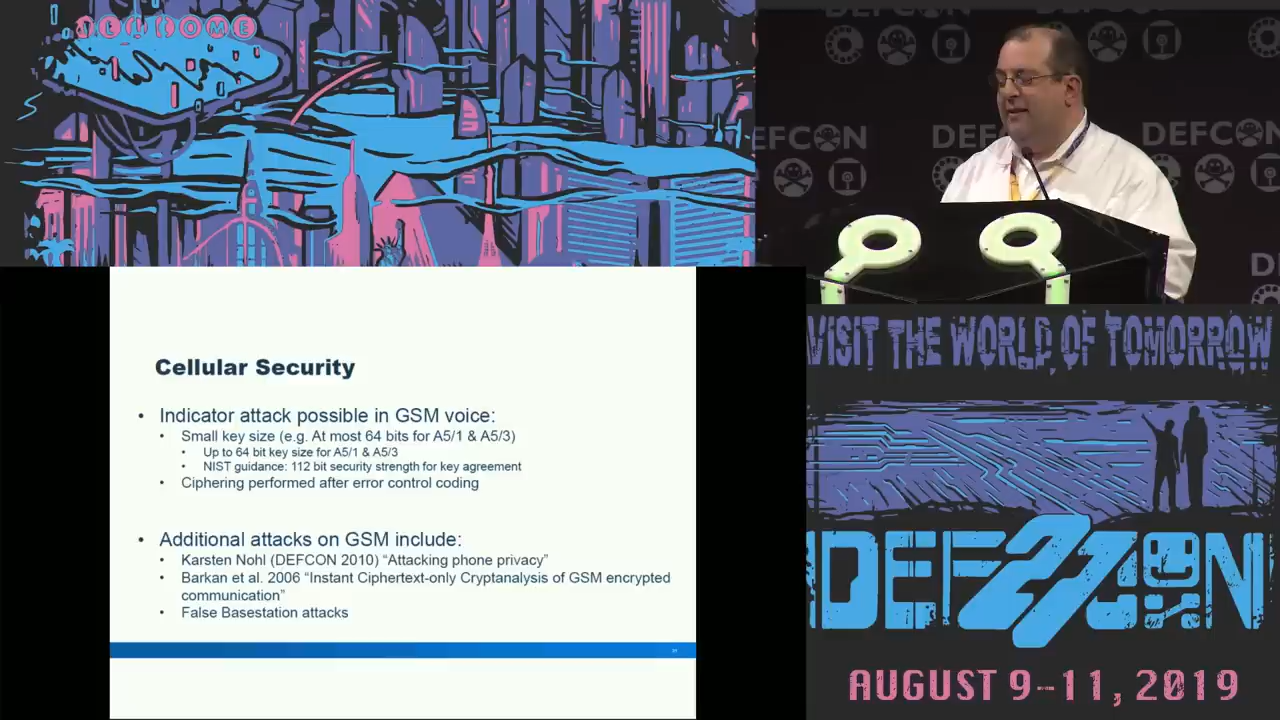 WELCOME
DEFCON
DEFCON
DEFCON
VISIT THE WORLD OF TOMORROW
Cellular Security
• Indicator attack possible in GSM voice:
• Small key size (e.g. At most 64 bits for A5/1 & A5/3)
• Up to 64 bit key size for A5/1 & A5/3
• NIST guidance: 112 bit security strength for key agreement
• Ciphering performed after error control coding
• Additional attacks on GSM include:
• Karsten Nohl (DEFCON 2010) “Attacking phone privacy”
• Barkan et al. 2006 “Instant Ciphertext-only Cryptanalysis of GSM encrypted
communication”
• False Basestation attacks
DEF 27 CON
AUGUST 9-11, 2019